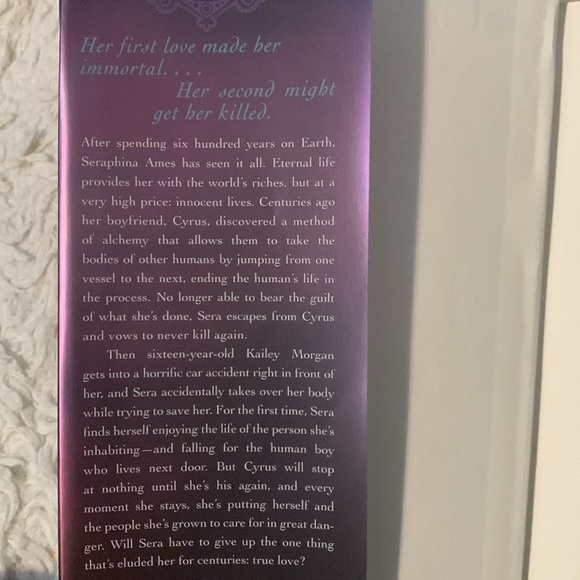 Her first love made her
immortal. . . .
Her second might
get her killed.
After spending six hundred years on Earth,
Seraphina Ames has seen it all. Eternal life
provides her with the world's riches, but at a
very high price: innocent lives. Centuries ago
her boyfriend, Cyrus, discovered a method
of alchemy that allows them to take the
bodies of other humans by jumping from one
vessel to the next, ending the human's life in
the process. No longer able to bear the guilt
of what she's done, Sera escapes from Cyrus
and vows to never kill again.
Then sixteen-year-old Kailey Morgan
gets into a horrific car accident right in front of
her, and Sera accidentally takes over her body
while trying to save her. For the first time, Sera
finds herself enjoying the life of the person she's
inhabiting—and falling for the human boy
who lives next door. But Cyrus will stop
at nothing until she's his again, and every
moment she stays, she's putting herself and
the people she's grown to care for in great dan-
ger. Will Sera have to give up the one thing
that's eluded her for centuries: true love?